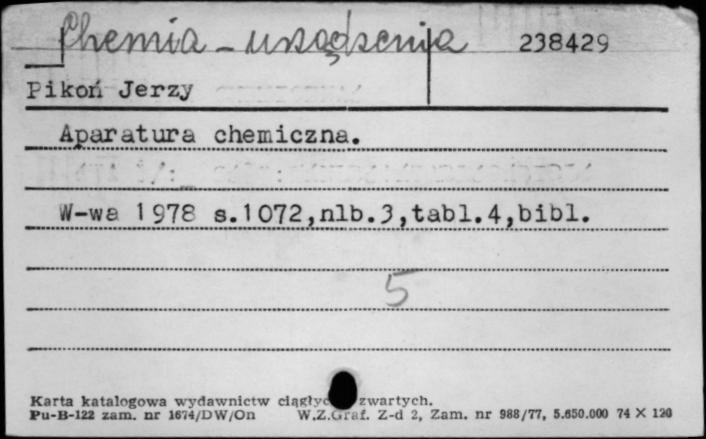 Chemia – urządzenia 238429
Pikoń Jerzy
Aparatura chemiczna.
W-wa 1978 s.1072,nlb.3,tabl.4,bibl.
5
Karta katalogowa wydawnictw zwartych.
Pu-B-122 zam. nr 1674/DW/On W.Z.Graf. Z-d 2, Zam. nr 988/77, 5.650.000 74 X 120